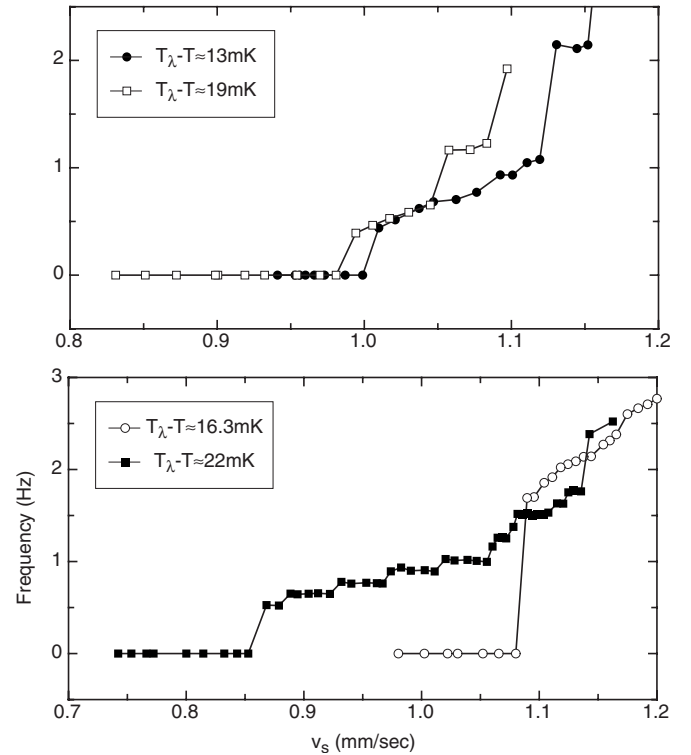 2
1
0
T_λ-T≈13mK
T_λ-T≈19mK
0.8 0.9 1.0 1.1 1.2
3
2
1
0
Frequency (Hz)
T_λ-T≈16.3mK
T_λ-T≈22mK
0.7 0.8 0.9 1.0 1.1 1.2
v_s (mm/sec)